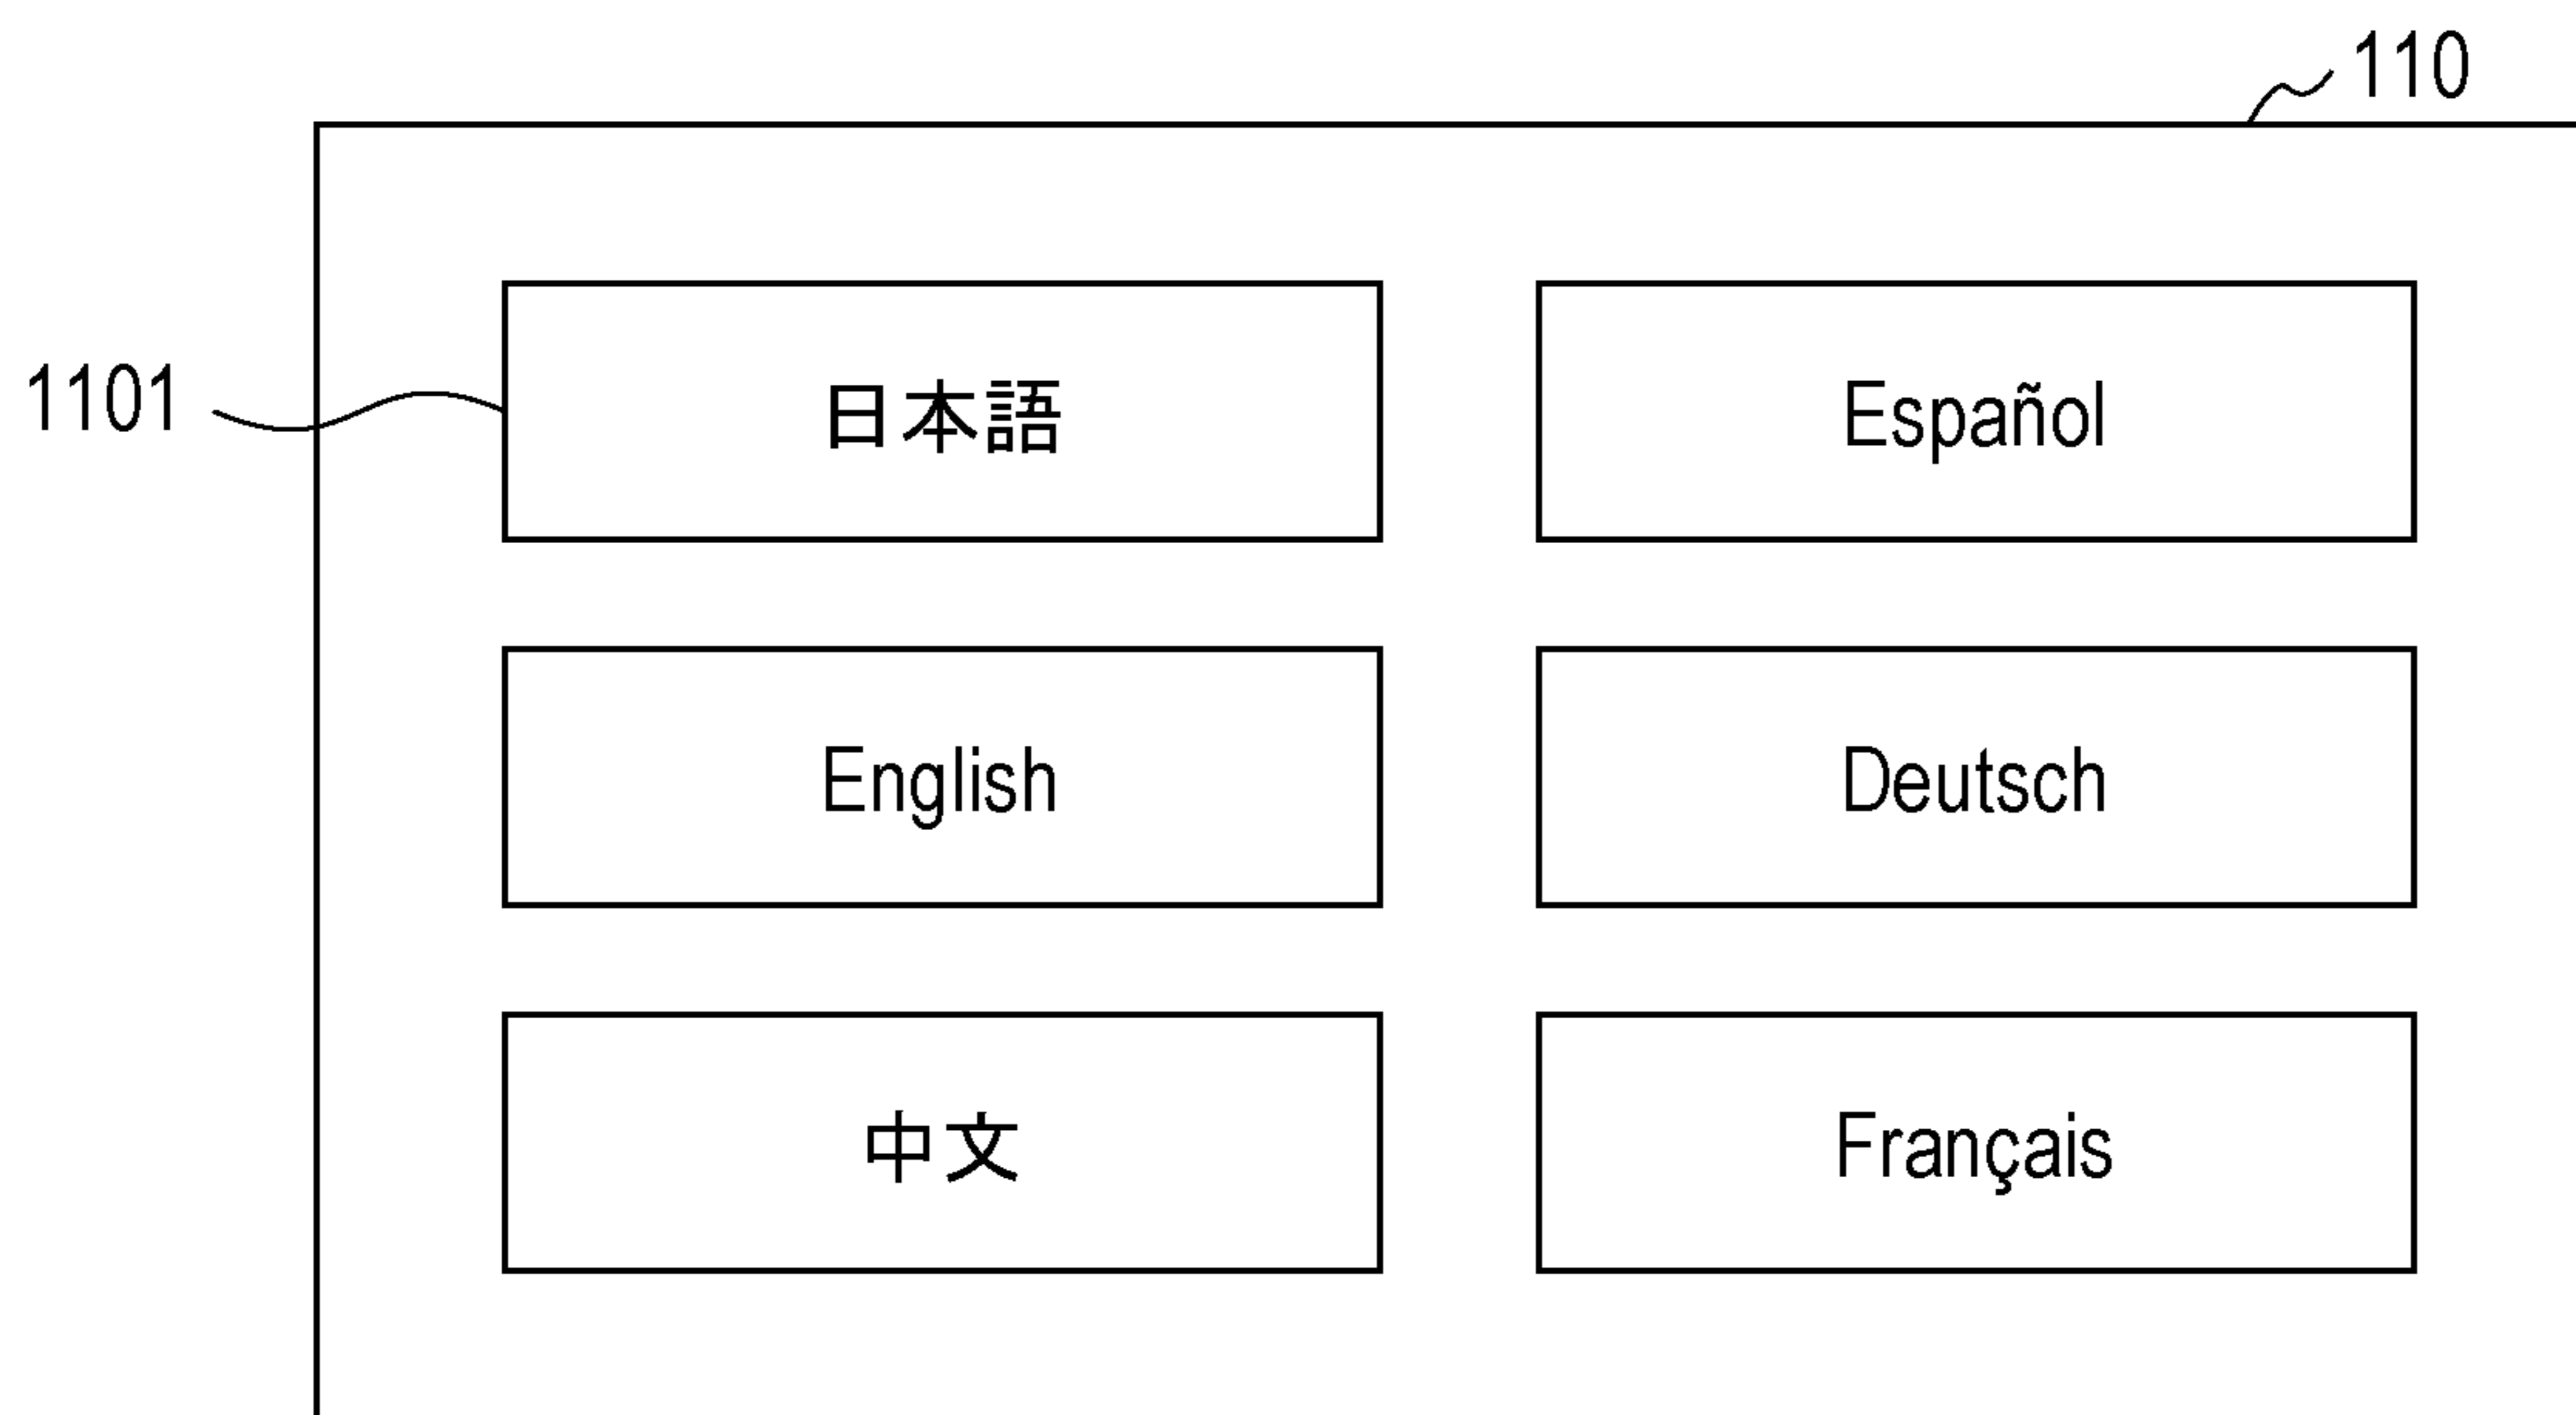 110
1101
日本語
Español
English
Deutsch
中文
Français